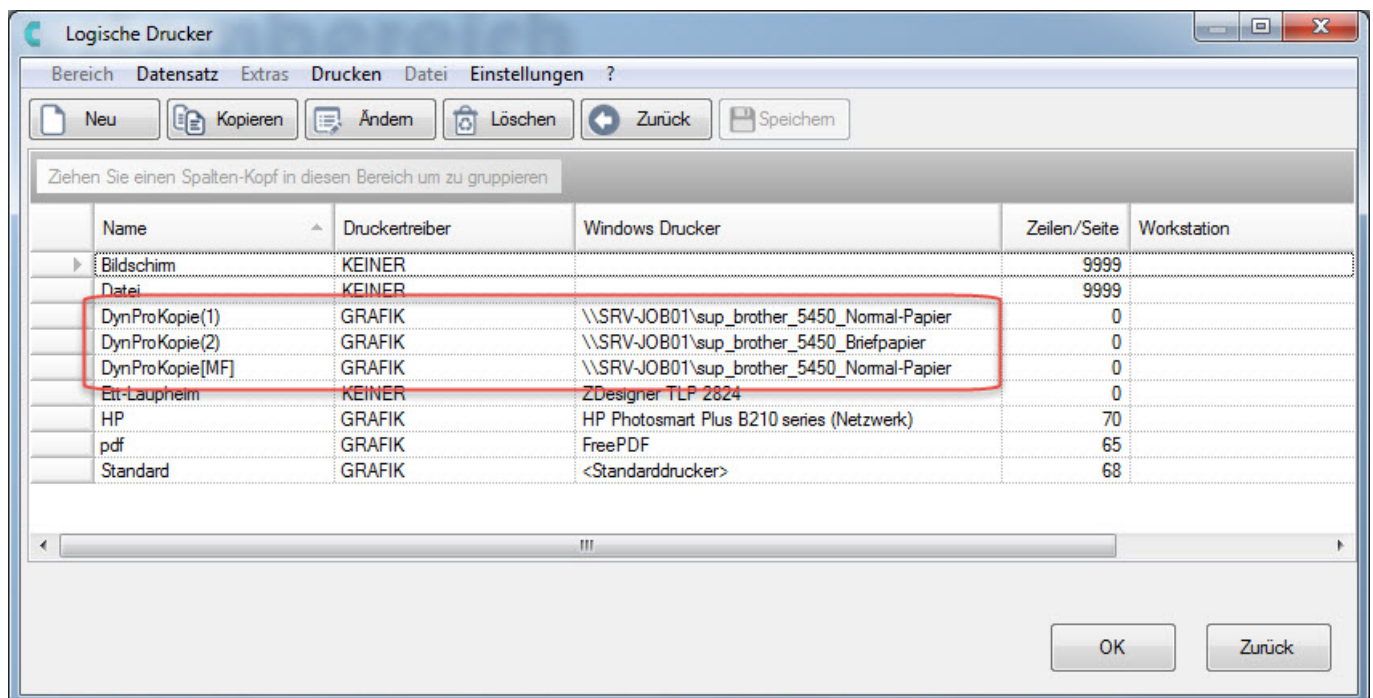 Logische Drucker
Bereich Datensatz Extras Drucken Datei Einstellungen ?
Neu Kopieren Ändern Löschen Zurück Speichern
Ziehen Sie einen Spalten-Kopf in diesen Bereich um zu gruppieren
Name Druckertreiber Windows Drucker Zeilen/Seite Workstation
Bildschirm KEINER 9999
Datei KEINER 9999
DynProKopie(1) GRAFIK \\SRV-JOB01\sup_brother_5450_Normal-Papier 0
DynProKopie(2) GRAFIK \\SRV-JOB01\sup_brother_5450_Briefpapier 0
DynProKopie[MF] GRAFIK \\SRV-JOB01\sup_brother_5450_Normal-Papier 0
Ett-Laupheim KEINER ZDesigner TLP 2824 0
HP GRAFIK HP Photosmart Plus B210 series (Netzwerk) 70
pdf GRAFIK FreePDF 65
Standard GRAFIK <Standarddrucker> 68
OK Zurück